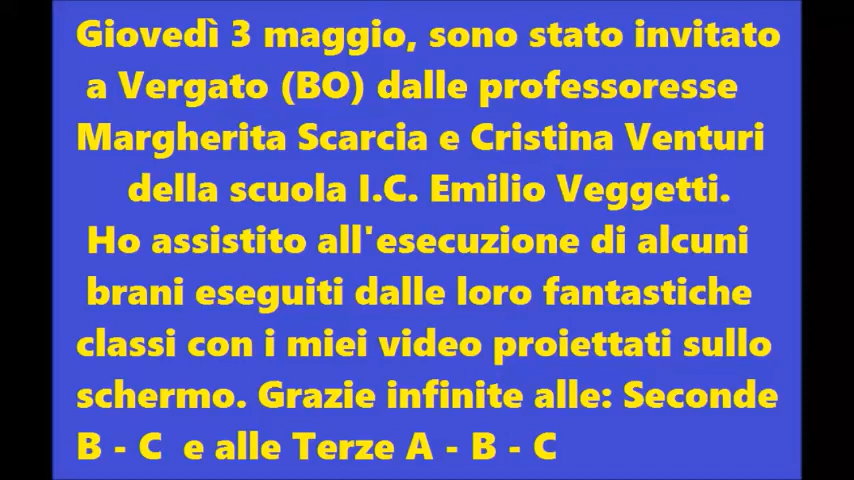 Giovedì 3 maggio, sono stato invitato
a Vergato (BO) dalle professoresse
Margherita Scarcia e Cristina Venturi
della scuola I.C. Emilio Veggetti.
Ho assistito all'esecuzione di alcuni
brani eseguiti dalle loro fantastiche
classi con i miei video proiettati sullo
schermo. Grazie infinite alle: Seconde
B - C e alle Terze A - B - C